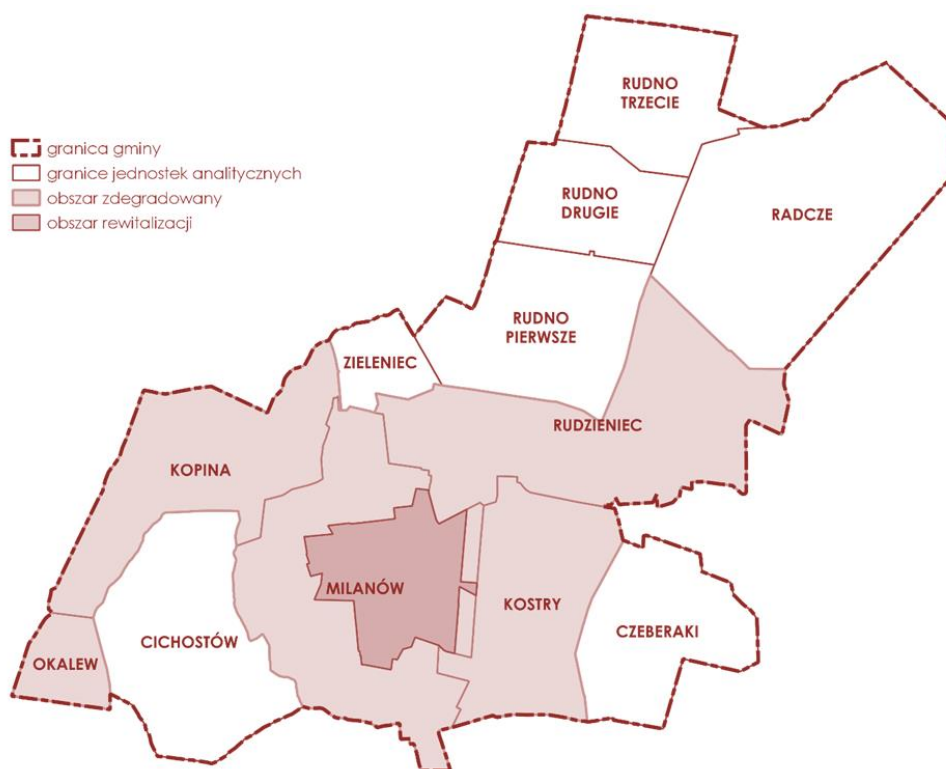 granica gminy
granice jednostek analitycznych
obszar zdegradowany
obszar rewitalizacji
RUDNO
TRZECIE
RUDNO
DRUGIE
RADCZE
RUDNO
PIERWSZE
ZIELENIEC
RUDZIENIEC
KOPINA
MILANÓW
KOSTRY
CICHOSTÓW
CZEBERAKI
OKALEW